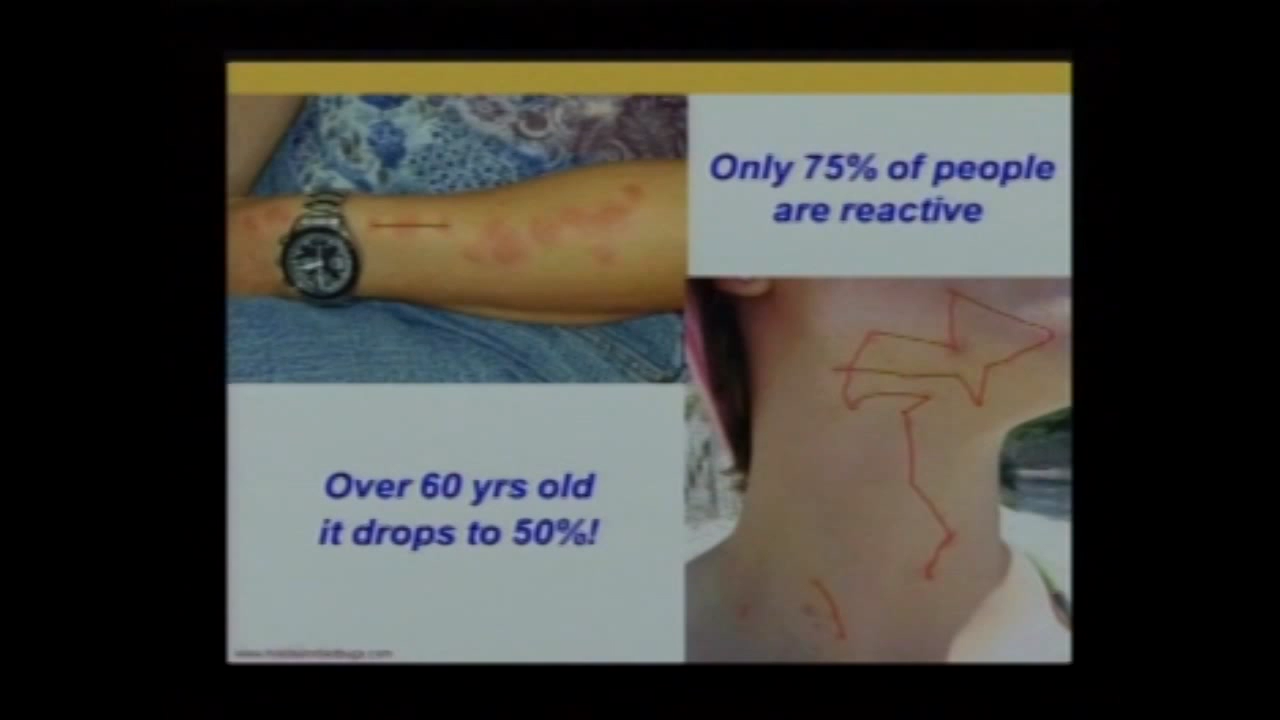 Only 75% of people
are reactive
Over 60 yrs old
it drops to 50%!